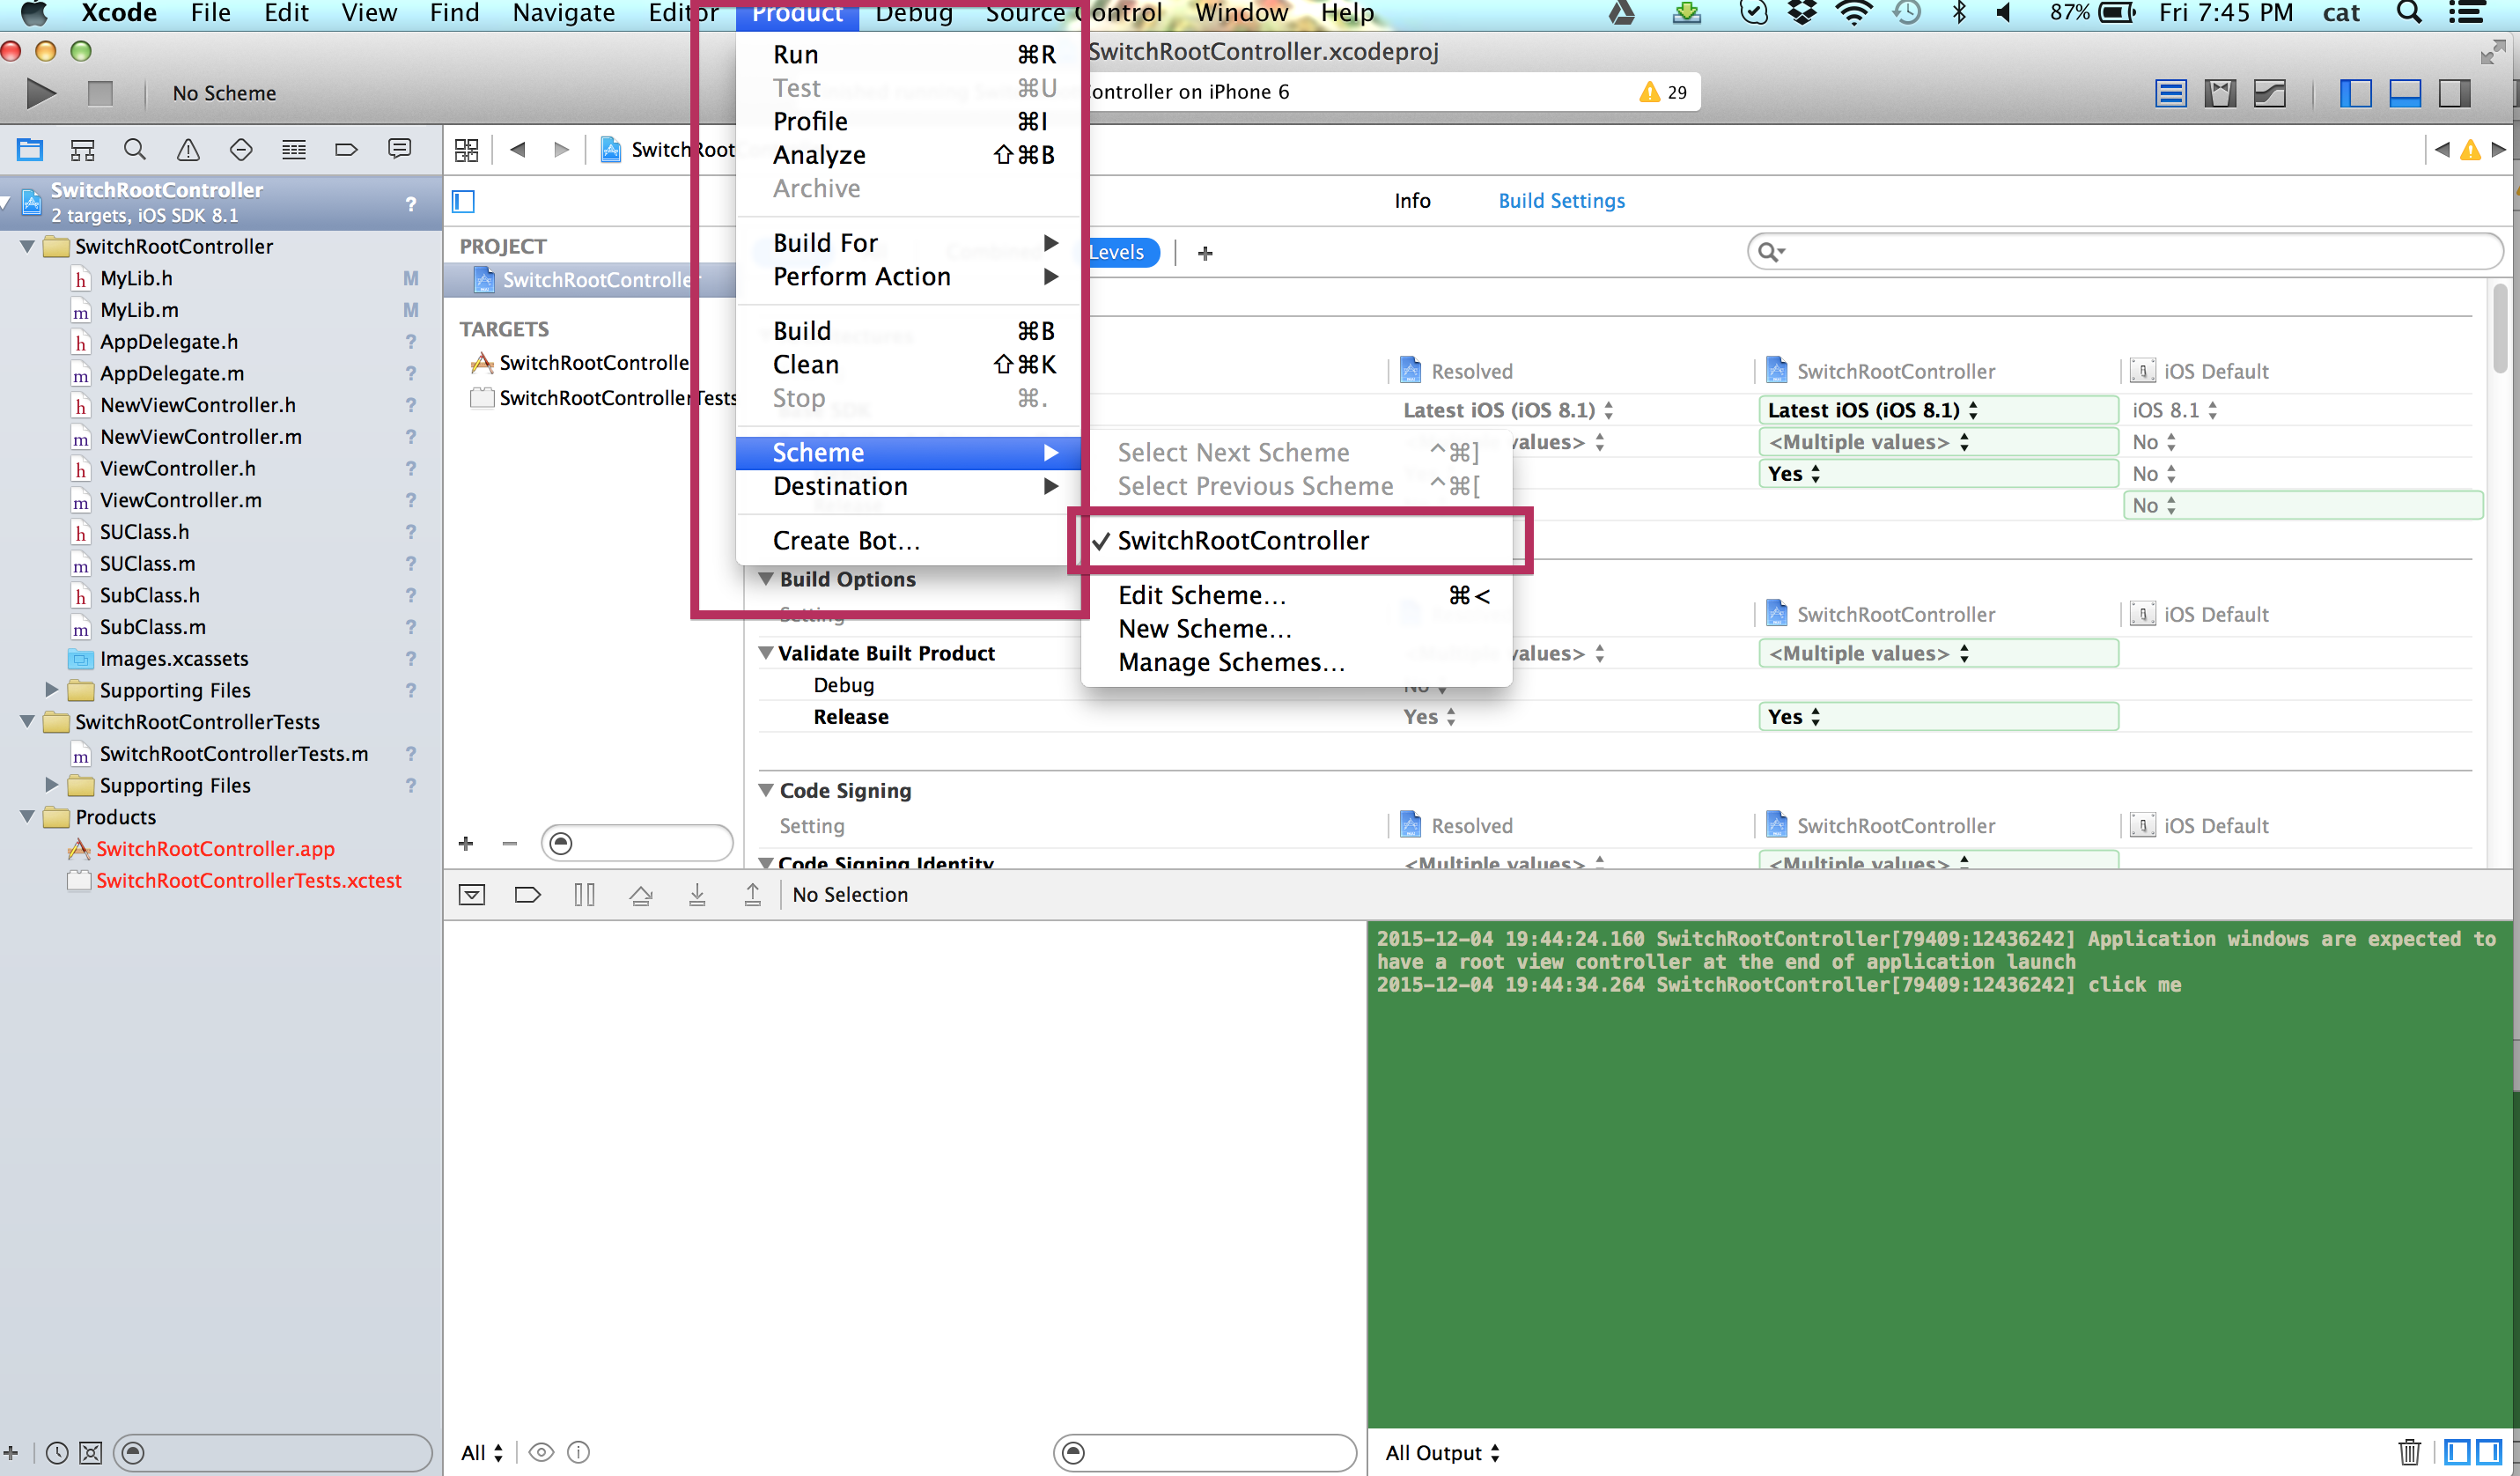 Xcode File Edit View Find Navigate Editor Product Debug Source Control Window Help 87% Fri 7:45 PM cat
SwitchRootController.xcodeproj
No Scheme
Controller on iPhone 6 29
SwitchRoot
SwitchRootController ?
2 targets, iOS SDK 8.1
SwitchRootController
MyLib.h M
MyLib.m M
AppDelegate.h ?
AppDelegate.m ?
NewViewController.h ?
NewViewController.m ?
ViewController.h ?
ViewController.m ?
SUClass.h ?
SUClass.m ?
SubClass.h ?
SubClass.m ?
Images.xcassets ?
Supporting Files ?
SwitchRootControllerTests
SwitchRootControllerTests.m ?
Supporting Files ?
Products
SwitchRootController.app
SwitchRootControllerTests.xctest
PROJECT
SwitchRootController
TARGETS
SwitchRootControlle
SwitchRootControllerTests
Run ⌘R
Test ⌘U
Profile ⌘I
Analyze ⇧⌘B
Archive
Build For ▶
Perform Action ▶
Build ⌘B
Clean ⇧⌘K
Stop ⌘.
Scheme ▶
Destination ▶
Create Bot…
Select Next Scheme ^⌘]
Select Previous Scheme ^⌘[
✓ SwitchRootController
Edit Scheme… ⌘<
New Scheme…
Manage Schemes…
Info Build Settings
Levels +
Resolved SwitchRootController iOS Default
Latest iOS (iOS 8.1) Latest iOS (iOS 8.1) iOS 8.1
values> <Multiple values> No
Yes No
No
Build Options
Setting SwitchRootController iOS Default
Validate Built Product values> <Multiple values>
Debug No
Release Yes Yes
Code Signing
Setting Resolved SwitchRootController iOS Default
Code Signing Identity <Multiple values> <Multiple values>
No Selection
2015-12-04 19:44:24.160 SwitchRootController[79409:12436242] Application windows are expected to
have a root view controller at the end of application launch
2015-12-04 19:44:34.264 SwitchRootController[79409:12436242] click me
All
All Output